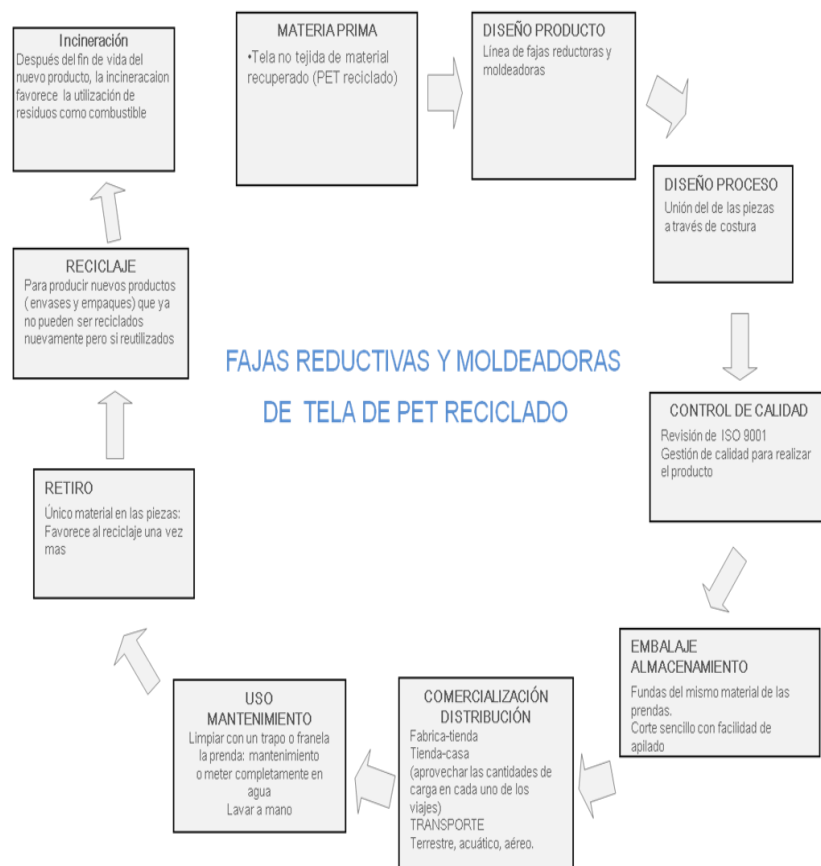 MATERIA PRIMA
•Tela no tejida de material
recuperado (PET reciclado)
DISEÑO PRODUCTO
Línea de fajas reductoras y
moldeadoras
DISEÑO PROCESO
Unión del de las piezas
a través de costura
CONTROL DE CALIDAD
Revisión de ISO 9001
Gestión de calidad para realizar
el producto
EMBALAJE
ALMACENAMIENTO
Fundas del mismo material de las
prendas.
Corte sencillo con facilidad de
apilado
COMERCIALIZACIÓN
DISTRIBUCIÓN
Fabrica-tienda
Tienda-casa
(aprovechar las cantidades de
carga en cada uno de los
viajes)
TRANSPORTE
Terrestre, acuático, aéreo.
USO
MANTENIMIENTO
Limpiar con un trapo o franela
la prenda: mantenimiento
o meter completamente en
agua
Lavar a mano
RETIRO
Único material en las piezas:
Favorece al reciclaje una vez
mas
RECICLAJE
Para producir nuevos productos
( envases y empaques) que ya
no pueden ser reciclados
nuevamente pero si reutilizados
Incineración
Después del fin de vida del
nuevo producto, la incineracaion
favorece la utilización de
residuos como combustible
FAJAS REDUCTIVAS Y MOLDEADORAS
DE TELA DE PET RECICLADO